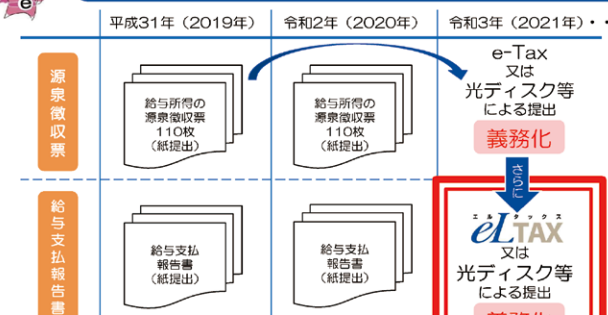 e
平成31年（2019年）
令和2年（2020年）
令和3年（2021年）・・
源泉徴収票
給与所得の
源泉徴収票
110枚
（紙提出）
給与所得の
源泉徴収票
110枚
（紙提出）
e-Tax
又は
光ディスク等
による提出
義務化
さらに
給与支払報告書
給与支払
報告書
（紙提出）
給与支払
報告書
（紙提出）
エルタックス
eLTAX
又は
光ディスク等
による提出
義務化